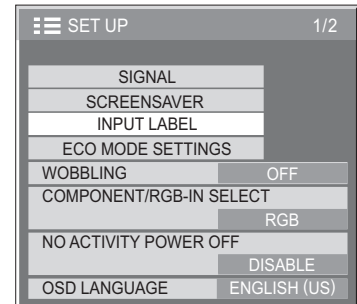 SET UP 1/2
SIGNAL
SCREENSAVER
INPUT LABEL
ECO MODE SETTINGS
WOBBLING OFF
COMPONENT/RGB-IN SELECT
RGB
NO ACTIVITY POWER OFF
DISABLE
OSD LANGUAGE ENGLISH (US)